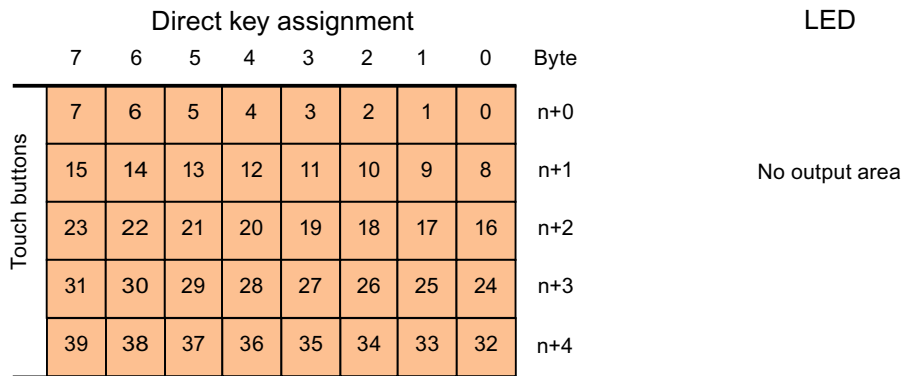 Direct key assignment LED
7 6 5 4 3 2 1 0 Byte
7 6 5 4 3 2 1 0 n+0
15 14 13 12 11 10 9 8 n+1 No output area
23 22 21 20 19 18 17 16 n+2
31 30 29 28 27 26 25 24 n+3
39 38 37 36 35 34 33 32 n+4
Touch buttons